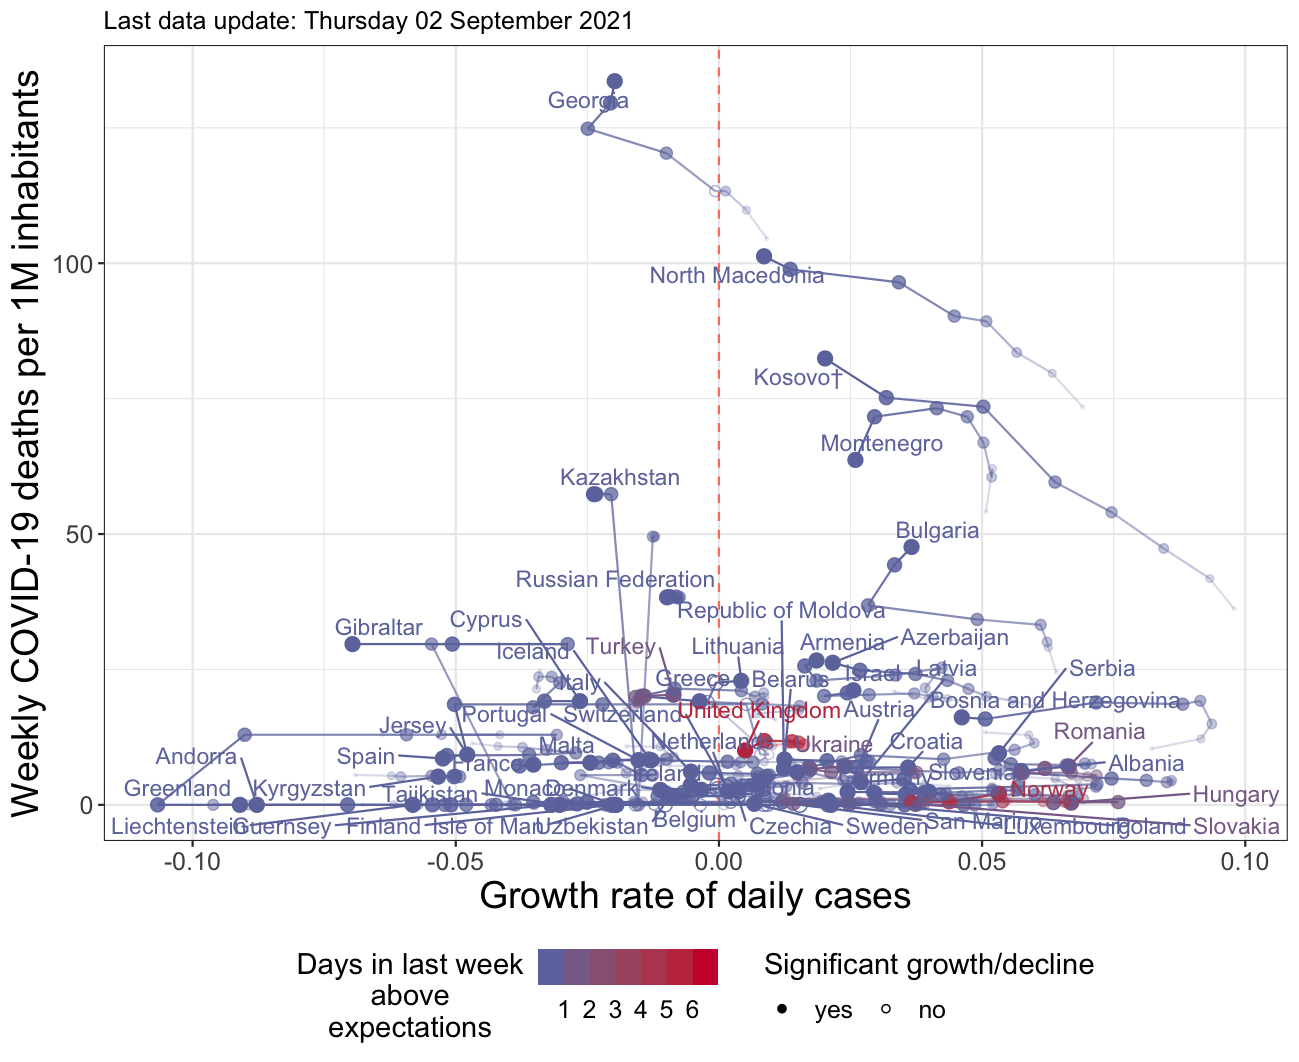 Last data update: Thursday 02 September 2021
Weekly COVID-19 deaths per 1M inhabitants
100
50
0
Georgia
North Macedonia
Kosovo†
Montenegro
Kazakhstan
Bulgaria
Russian Federation
Republic of Moldova
Gibraltar
Cyprus
Iceland
Turkey
Lithuania
Armenia
Azerbaijan
Italy
Greece
Belarus
Israel
Latvia
Serbia
Bosnia and Herzegovina
Jersey
Portugal
Switzerland
United Kingdom
Austria
Romania
Andorra
Spain
France
Malta
Netherlands
Ukraine
Croatia
Albania
Ireland
Slovenia
Greenland
Kyrgyzstan
Tajikistan
Monaco
Denmark
Norway
Hungary
Liechtenstein
Guernsey
Finland
Isle of Man
Uzbekistan
Belgium
Czechia
Sweden
San Marino
Luxembourg
Poland
Slovakia
-0.10
-0.05
0.00
0.05
0.10
Growth rate of daily cases
Days in last week
above
expectations
1 2 3 4 5 6
Significant growth/decline
yes
no